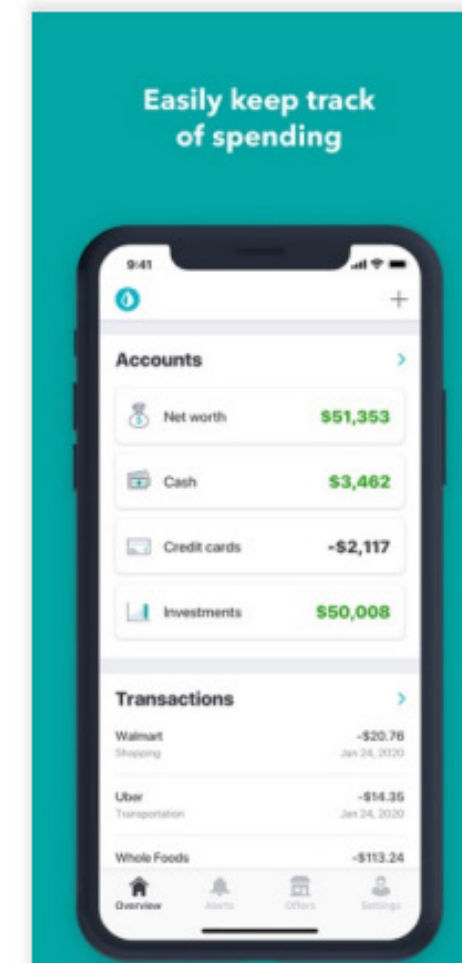 Easily keep track
of spending
9:41
+
Accounts >
Net worth $51,353
Cash $3,462
Credit cards -$2,117
Investments $50,008
Transactions >
Walmart -$20.76
Shopping Jan 24, 2020
Uber -$14.35
Transportation Jan 24, 2020
Whole Foods -$113.24
Overview Alerts Offers Settings